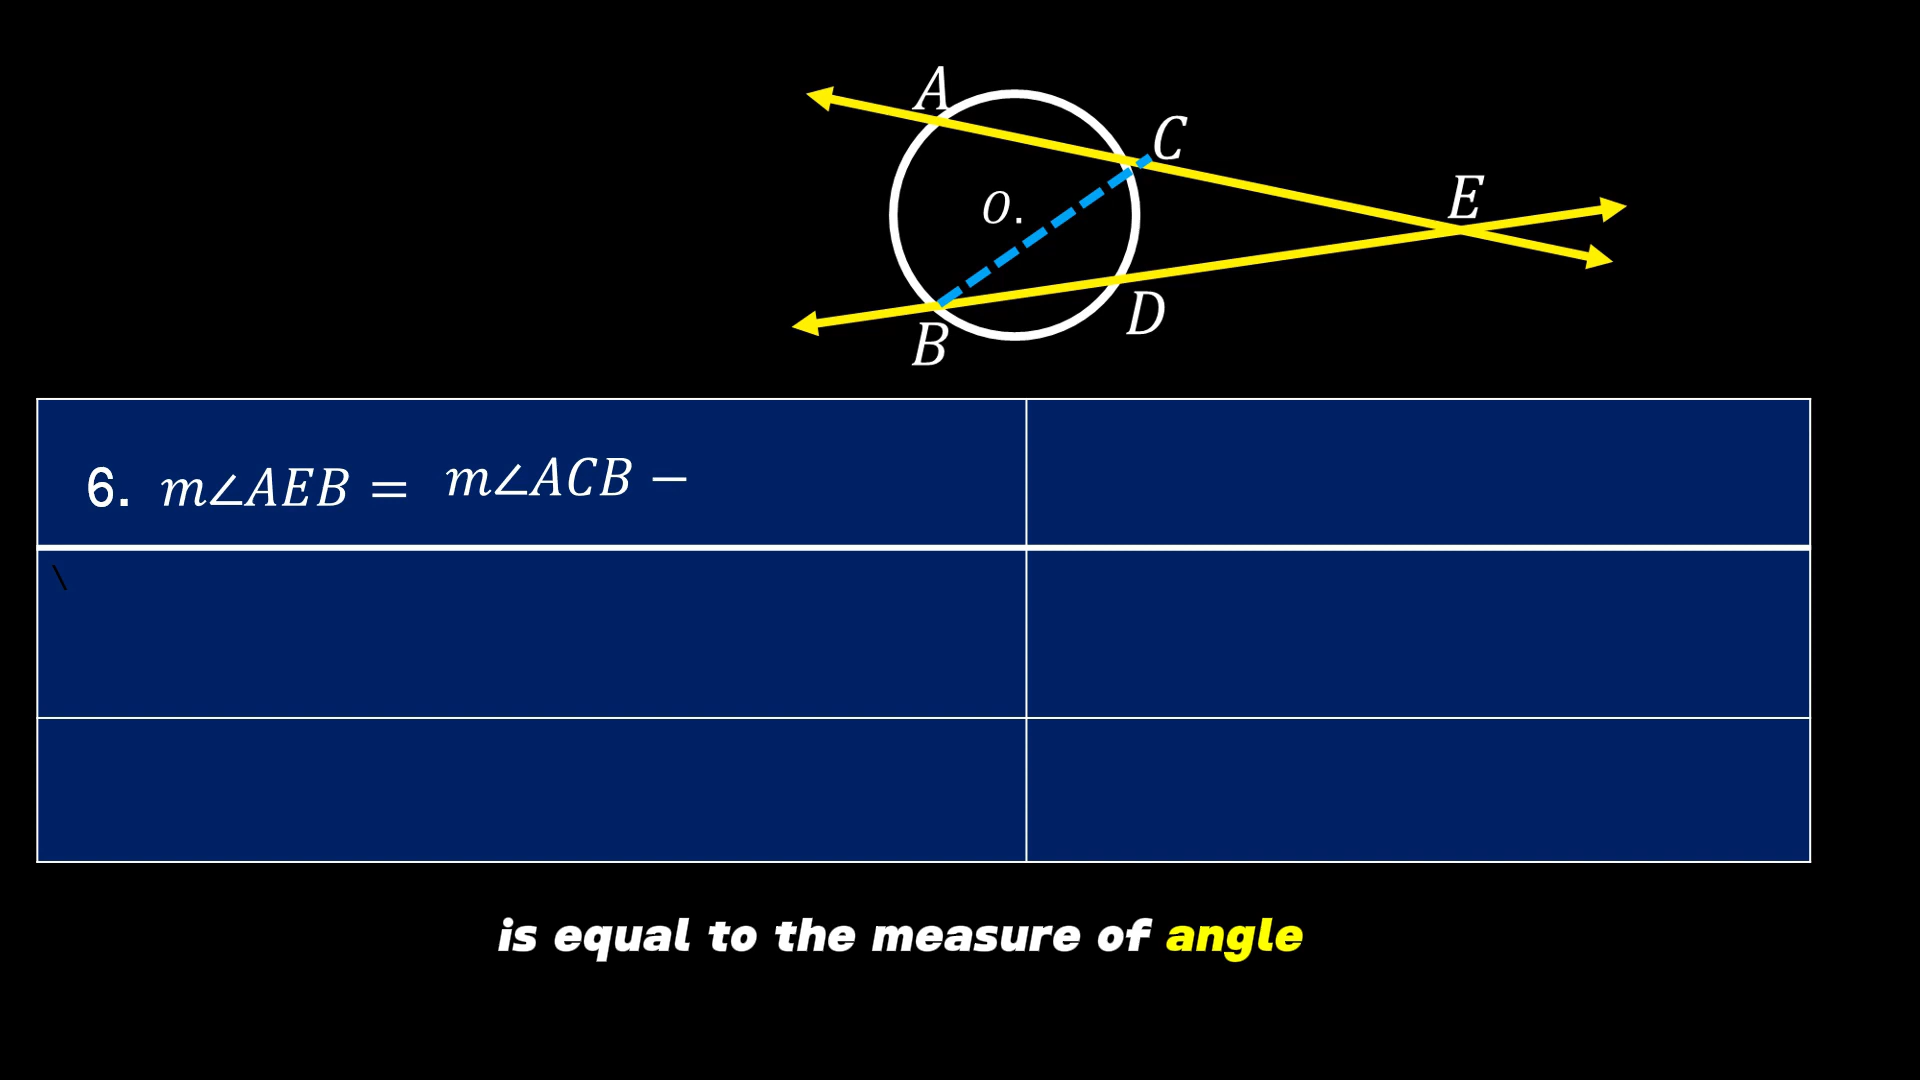 A
C
E
O.
D
B
6. m∠AEB = m∠ACB −
\
is equal to the measure of angle